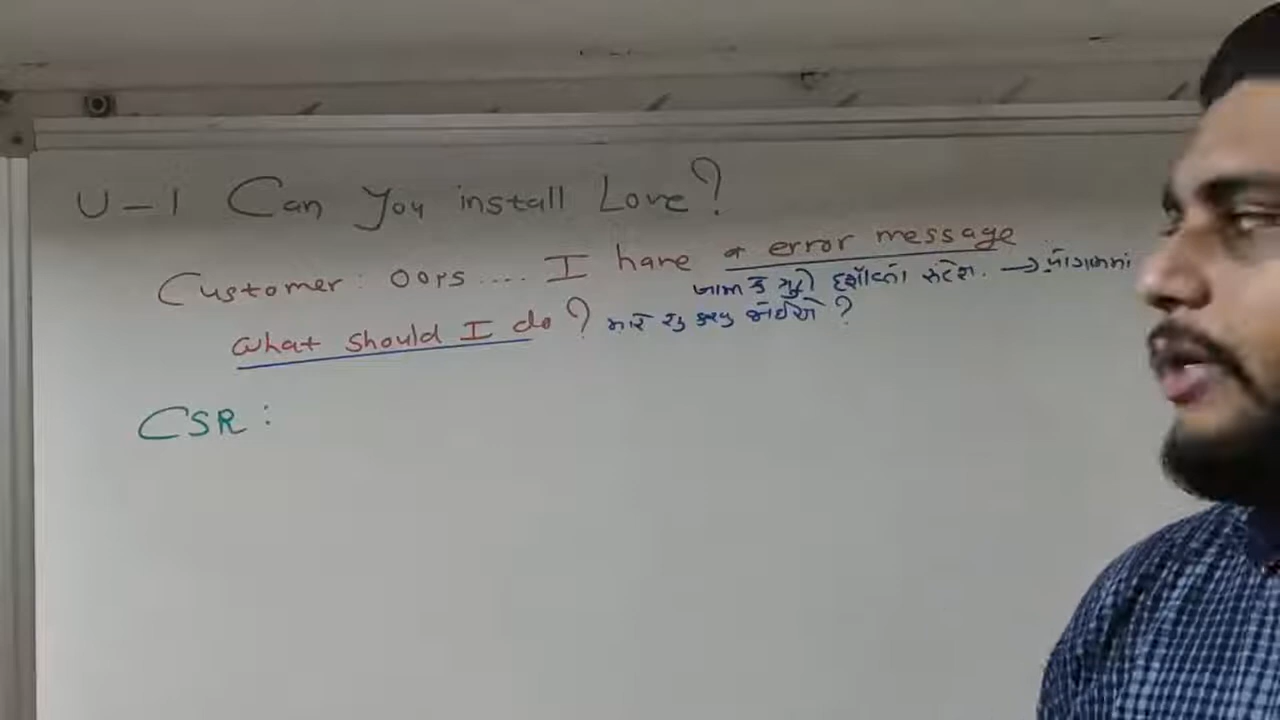 U-1 Can You install Love?
Customer: oops.... I have a error message
ખામી કે ત્રુટી દર્શાવતો સંદેશ. →
What should I do? મારે શું કરવું જોઈએ?
CSR: